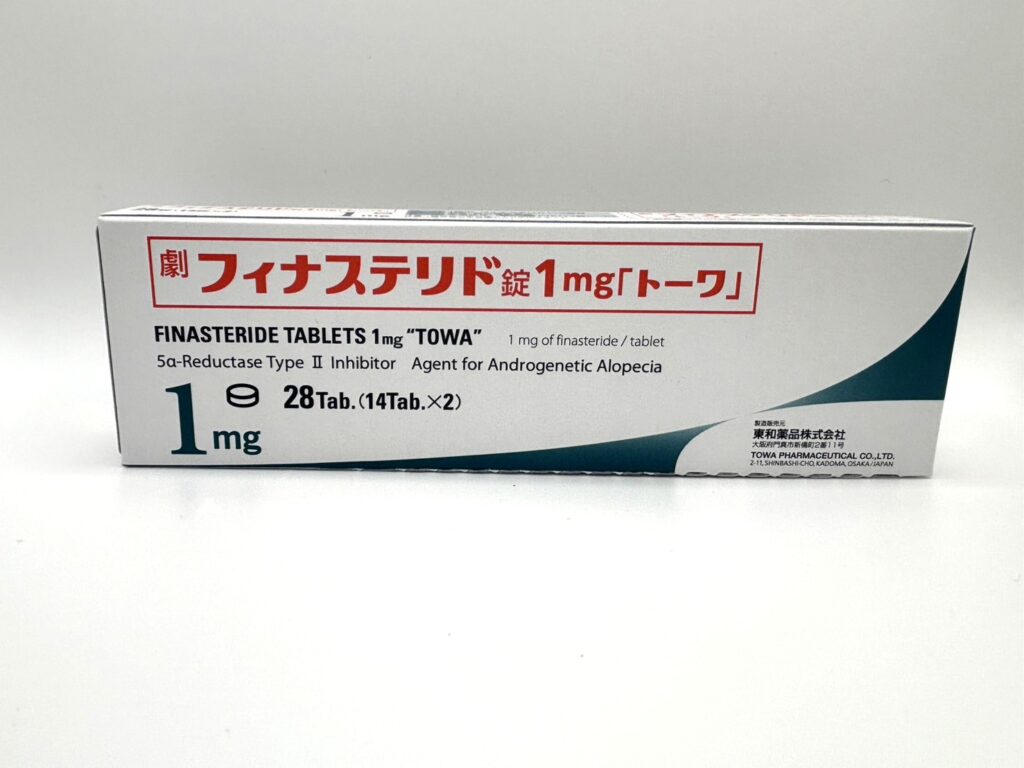 劇 フィナステリド錠1mg「トーワ」
FINASTERIDE TABLETS 1mg “TOWA” 1 mg of finasteride / tablet
5α-Reductase Type Ⅱ Inhibitor Agent for Androgenetic Alopecia
1mg 28Tab.(14Tab.×2)
製造販売元
東和薬品株式会社
大阪府門真市新橋町2番11号
TOWA PHARMACEUTICAL CO.,LTD.
2-11, SHINBASHI-CHO, KADOMA, OSAKA/JAPAN